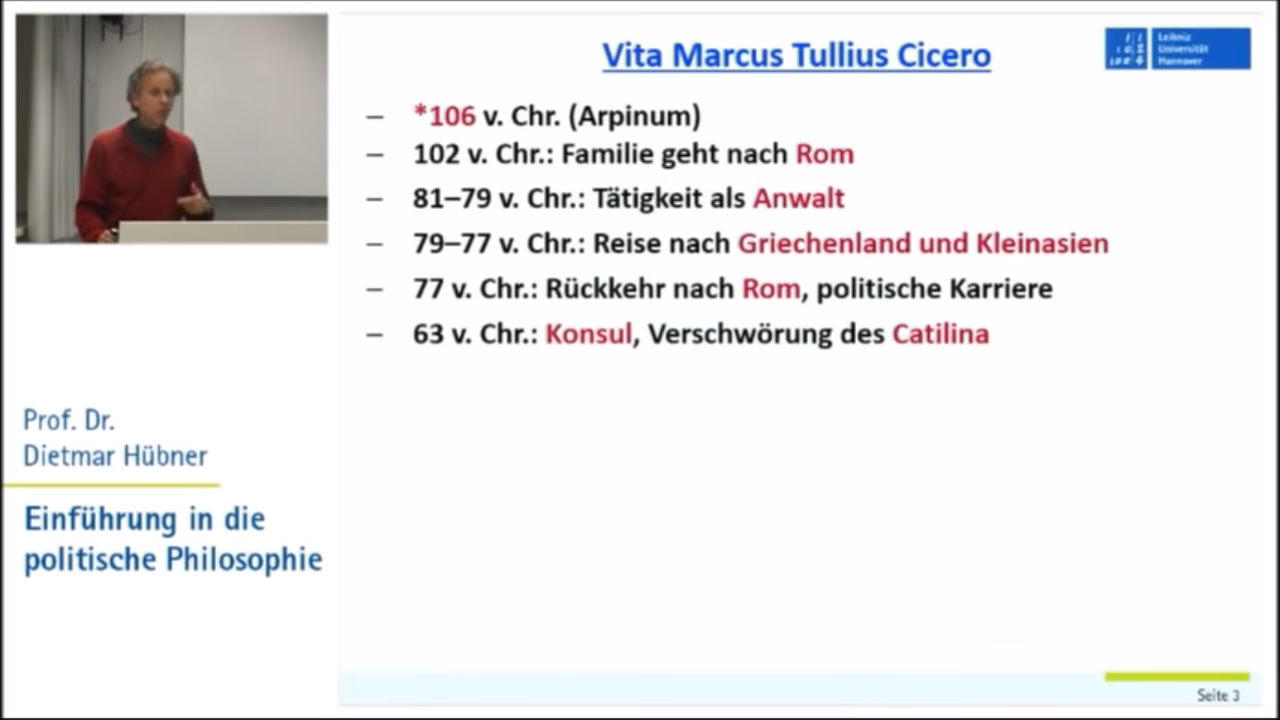 Vita Marcus Tullius Cicero
Leibniz
Universität
Hannover
– *106 v. Chr. (Arpinum)
– 102 v. Chr.: Familie geht nach Rom
– 81–79 v. Chr.: Tätigkeit als Anwalt
– 79–77 v. Chr.: Reise nach Griechenland und Kleinasien
– 77 v. Chr.: Rückkehr nach Rom, politische Karriere
– 63 v. Chr.: Konsul, Verschwörung des Catilina
Prof. Dr.
Dietmar Hübner
Einführung in die
politische Philosophie
Seite 3